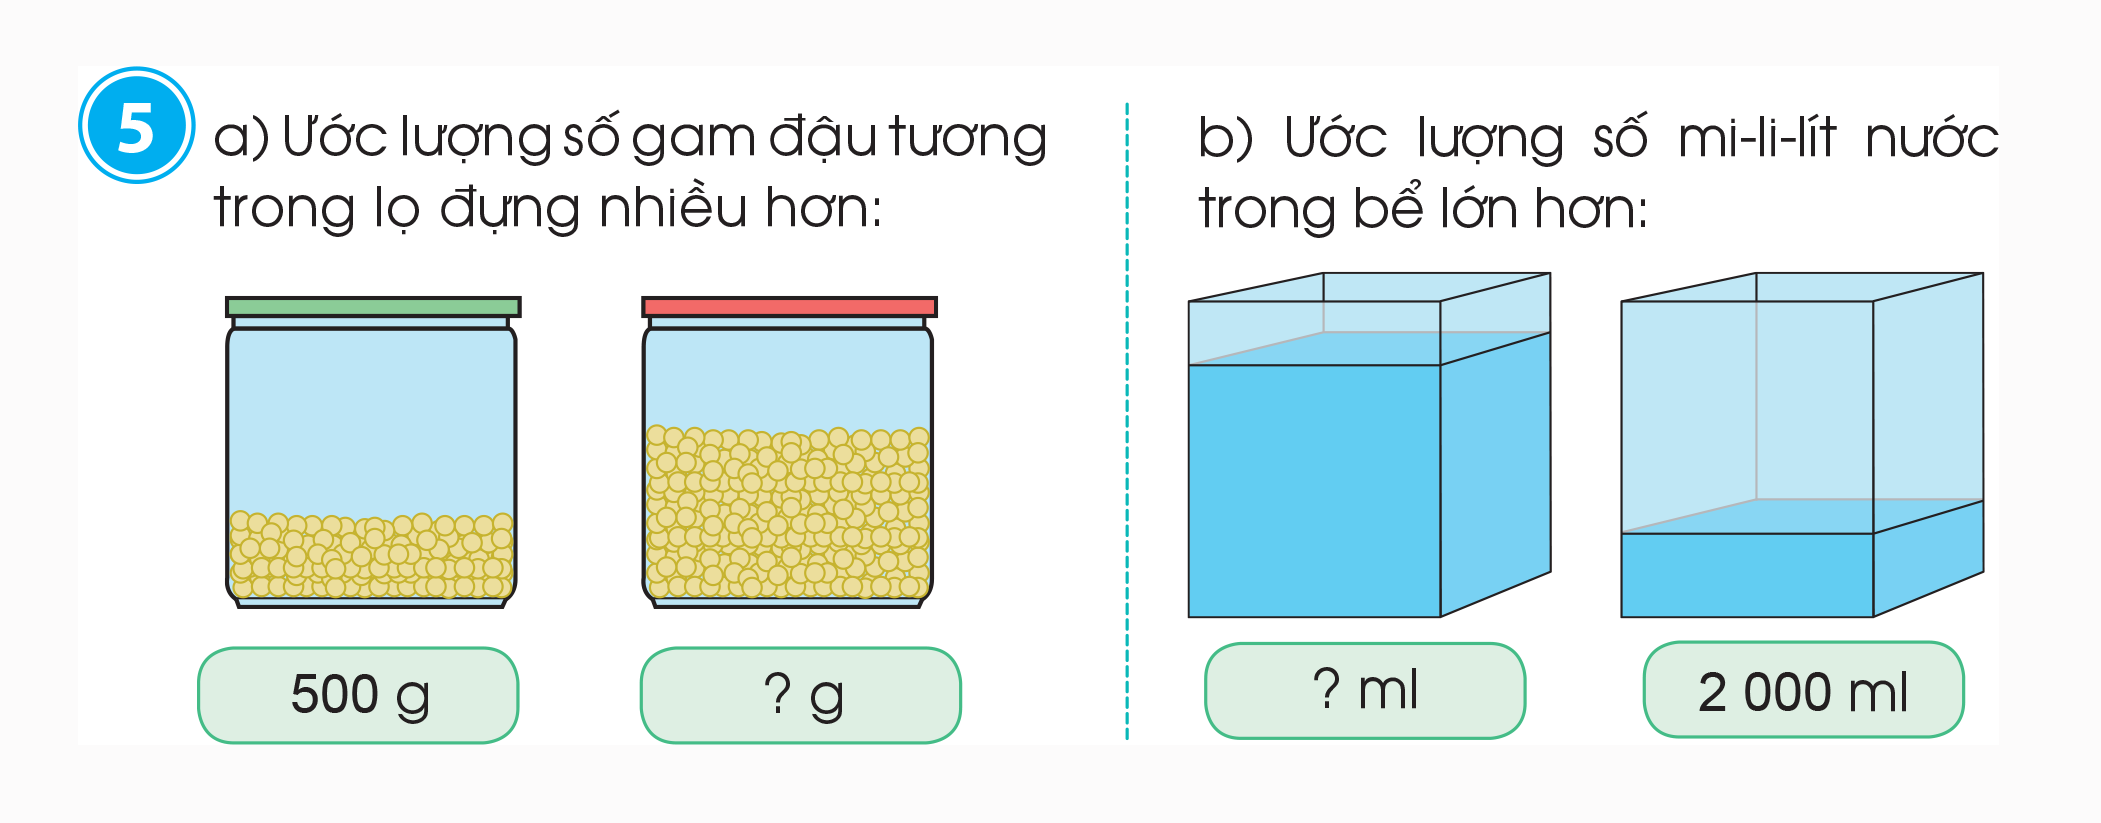 5
a) Ước lượng số gam đậu tương
trong lọ đựng nhiều hơn:
500 g
? g
b) Ước lượng số mi-li-lít nước
trong bể lớn hơn:
? ml
2 000 ml